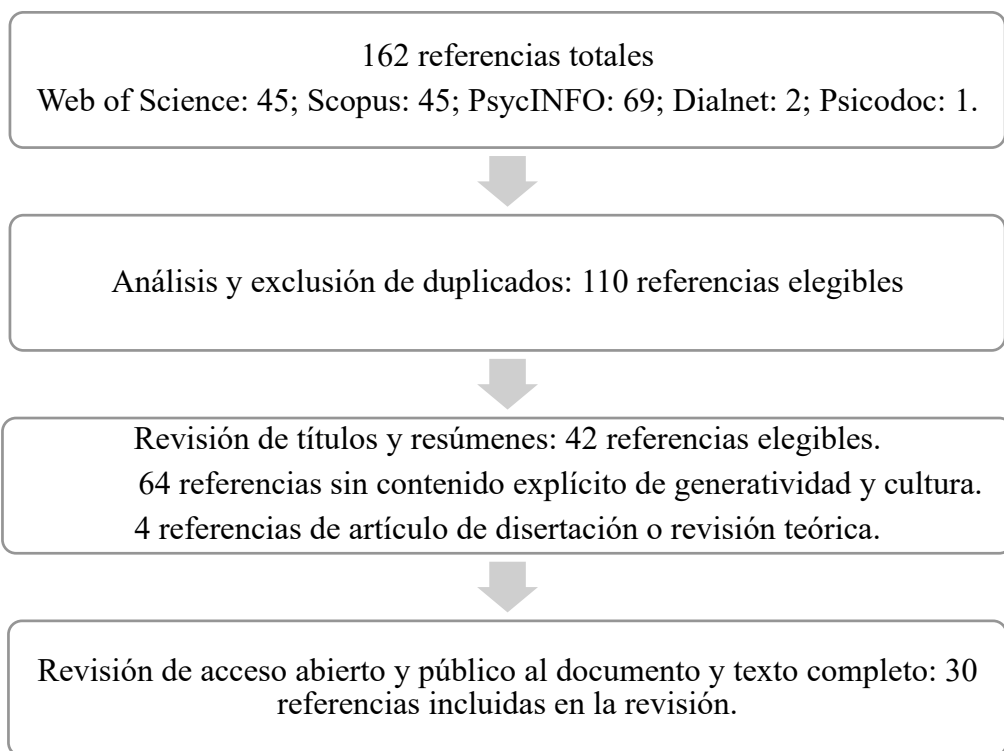 162 referencias totales
Web of Science: 45; Scopus: 45; PsycINFO: 69; Dialnet: 2; Psicodoc: 1.
Análisis y exclusión de duplicados: 110 referencias elegibles
Revisión de títulos y resúmenes: 42 referencias elegibles.
64 referencias sin contenido explícito de generatividad y cultura.
4 referencias de artículo de disertación o revisión teórica.
Revisión de acceso abierto y público al documento y texto completo: 30
referencias incluidas en la revisión.